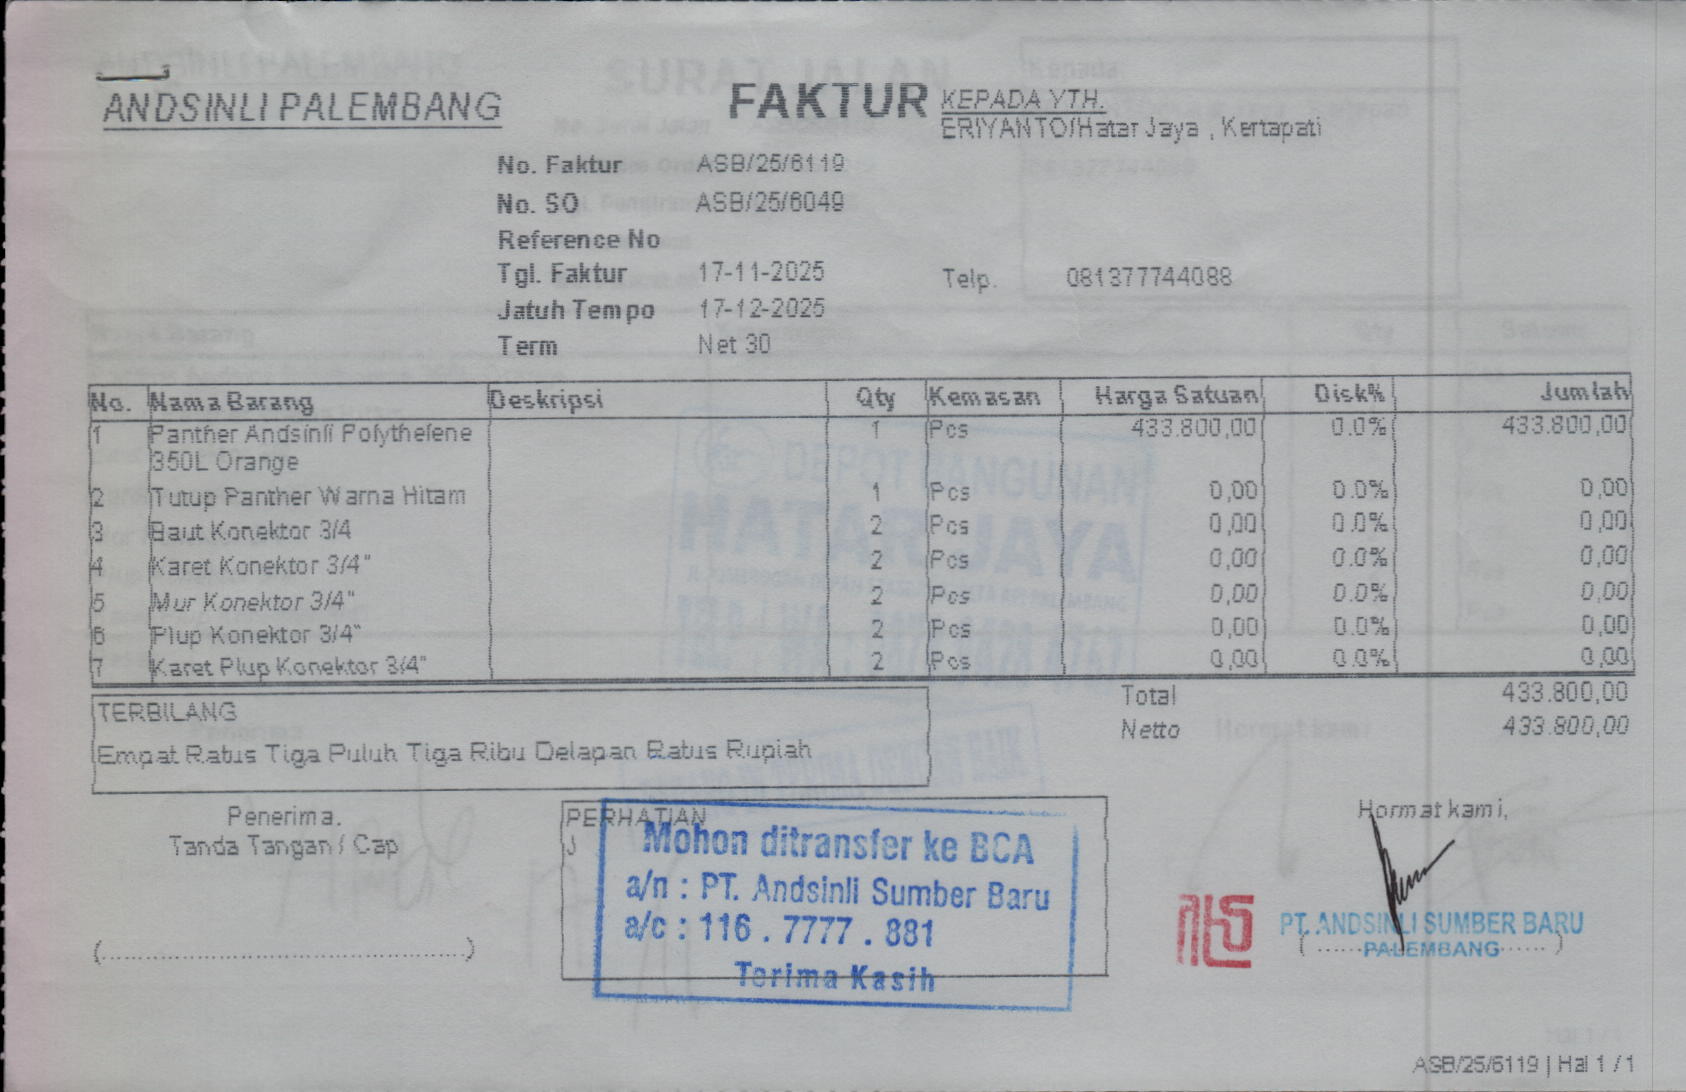 ANDSINLI PALEMBANG
FAKTUR
KEPADA YTH.
ERIYANTO/Hatar Jaya , Kertapati
No. Faktur ASB/25/6119
No. SO ASB/25/6049
Reference No
Tgl. Faktur 17-11-2025
Telp. 081377744088
Jatuh Tempo 17-12-2025
Term Net 30
No. Nama Barang Deskripsi Qty Kemasan Harga Satuan Disk% Jumlah
1 Panther Andsinli Polythelene 1 Pcs 433.800,00 0.0% 433.800,00
350L Orange
2 Tutup Panther Warna Hitam 1 Pcs 0,00 0.0% 0,00
3 Baut Konektor 3/4 2 Pcs 0,00 0.0% 0,00
4 Karet Konektor 3/4" 2 Pcs 0,00 0.0% 0,00
5 Mur Konektor 3/4" 2 Pcs 0,00 0.0% 0,00
6 Plup Konektor 3/4" 2 Pcs 0,00 0.0% 0,00
7 Karet Plup Konektor 3/4" 2 Pcs 0,00 0.0% 0,00
Total 433.800,00
Netto 433.800,00
TERBILANG
Empat Ratus Tiga Puluh Tiga Ribu Delapan Ratus Rupiah
Penerima.
Tanda Tangan / Cap
(..............................................)
PERHATIAN
Mohon ditransfer ke BCA
a/n : PT. Andsinli Sumber Baru
a/c : 116 . 7777 . 881
Terima Kasih
Hormat kami,
PT. ANDSINLI SUMBER BARU
PALEMBANG
ASB/25/6119 | Hal 1 / 1